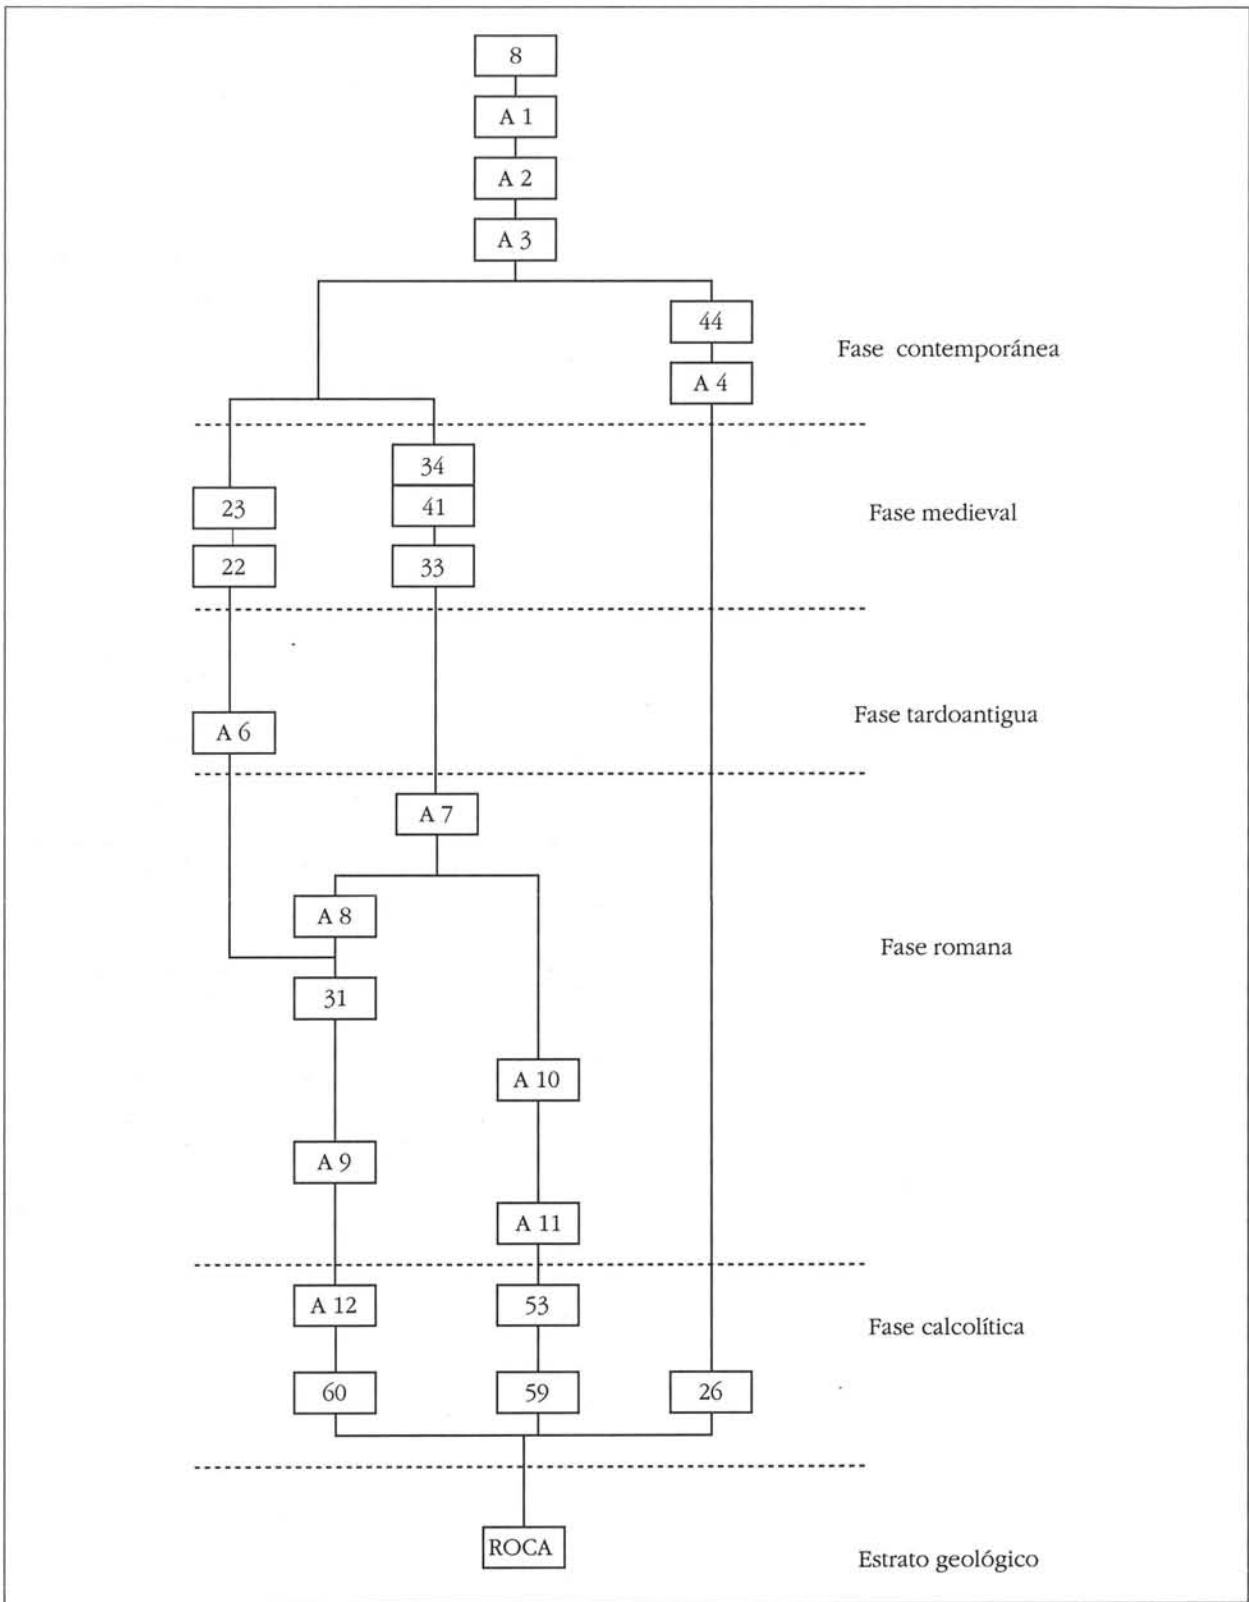 8
A 1
A 2
A 3
44
Fase contemporánea
A 4
34
23
41
Fase medieval
22
33
A 6
Fase tardoantigua
A 7
A 8
Fase romana
31
A 10
A 9
A 11
A 12
53
Fase calcolítica
60
59
26
ROCA
Estrato geológico